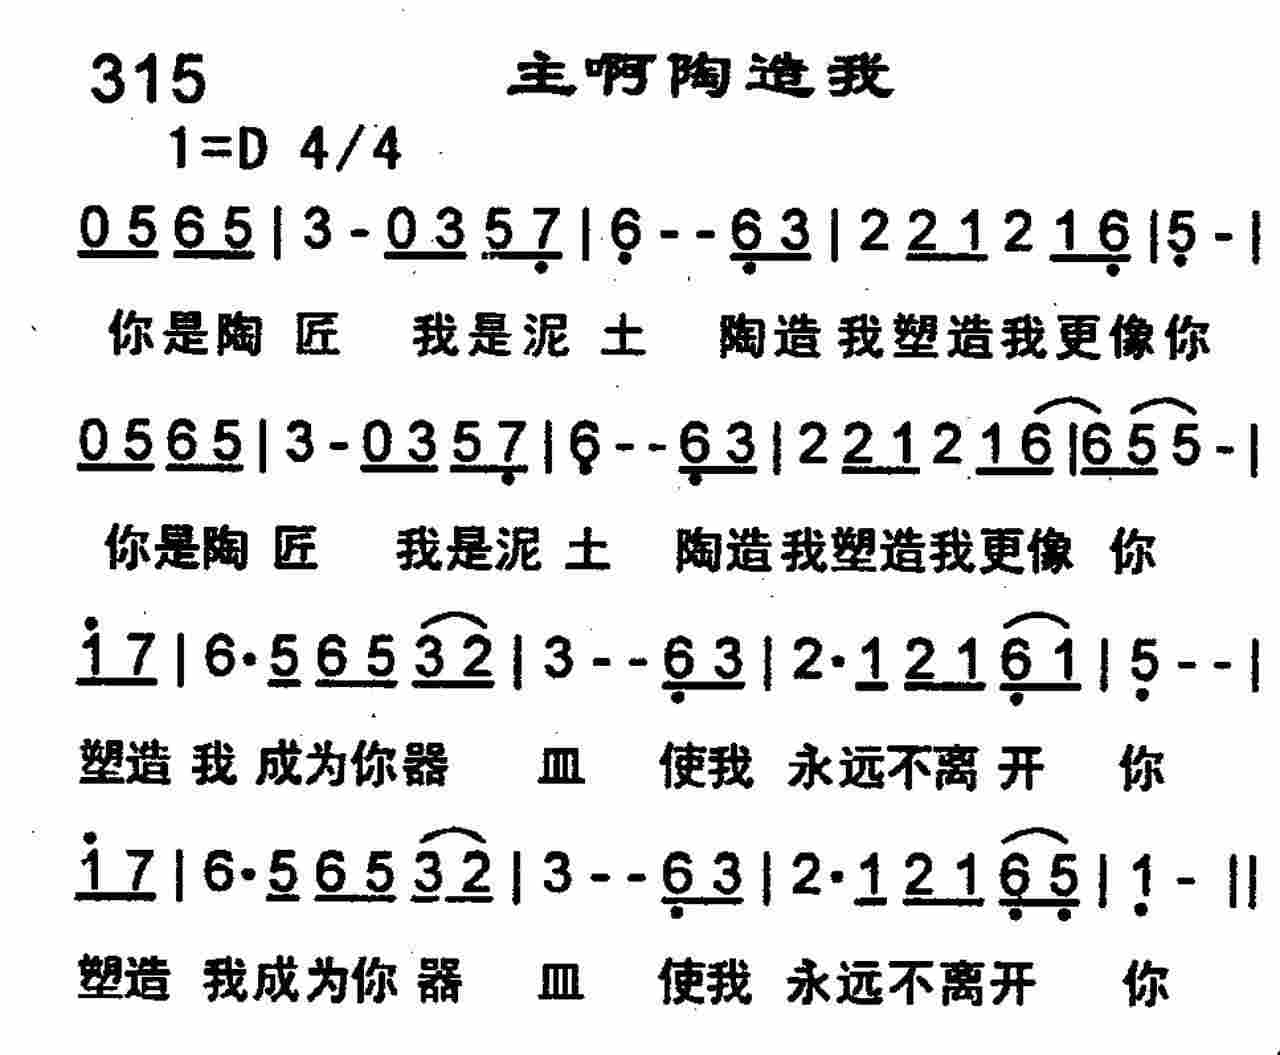 315 主啊陶造我
1=D 4/4
0 5 6 5 | 3 - 0 3 5 7̣ | 6̣ - - 6̣ 3 | 2 2 1 2 1 6̣ | 5̣ - |
你是陶 匠 我是泥 土 陶造我塑造我更像你
0 5 6 5 | 3 - 0 3 5 7̣ | 6̣ - - 6̣ 3 | 2 2 1 2 1 6 | 6 5 5 - |
你是陶 匠 我是泥 土 陶造我塑造我更像 你
1̇ 7 | 6· 5 6 5 3 2 | 3 - - 6̣ 3 | 2· 1 2 1 6̣ 1 | 5̣ - - |
塑造 我 成为你器 皿 使我 永远不离 开 你
1̇ 7 | 6· 5 6 5 3 2 | 3 - - 6̣ 3 | 2· 1 2 1 6̣ 5̣ | 1̣ - ||
塑造 我成为你 器 皿 使我 永远不离开 你